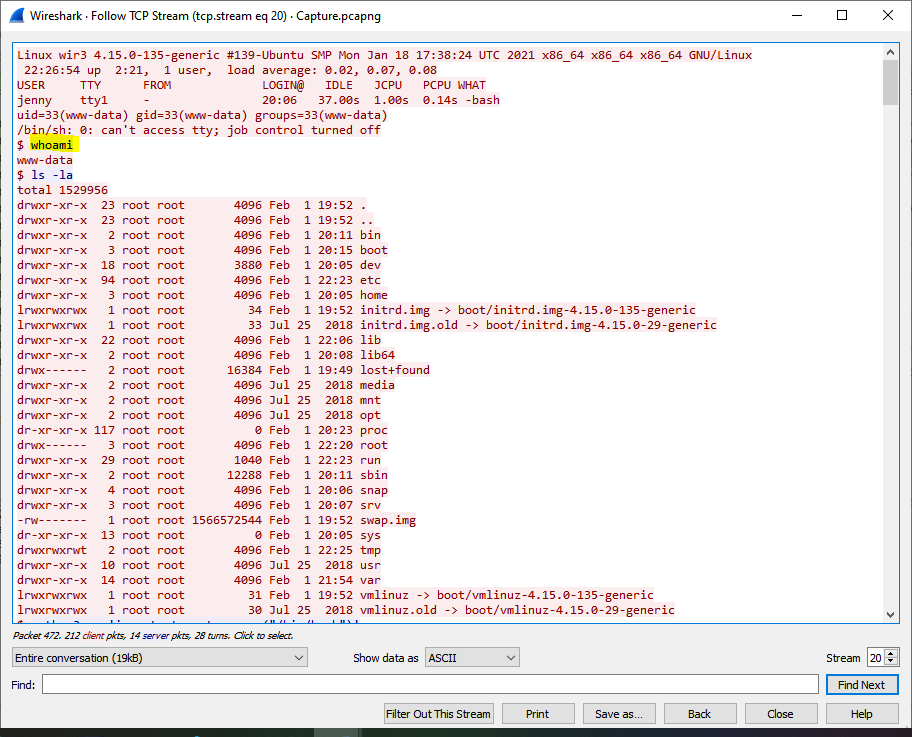 Wireshark · Follow TCP Stream (tcp.stream eq 20) · Capture.pcapng
Linux wir3 4.15.0-135-generic #139-Ubuntu SMP Mon Jan 18 17:38:24 UTC 2021 x86_64 x86_64 x86_64 GNU/Linux
 22:26:54 up  2:21,  1 user,  load average: 0.02, 0.07, 0.08
USER     TTY      FROM             LOGIN@   IDLE   JCPU   PCPU WHAT
jenny    tty1     -                20:06   37.00s  1.00s  0.14s -bash
uid=33(www-data) gid=33(www-data) groups=33(www-data)
/bin/sh: 0: can't access tty; job control turned off
$ whoami
www-data
$ ls -la
total 1529956
drwxr-xr-x  23 root root       4096 Feb  1 19:52 .
drwxr-xr-x  23 root root       4096 Feb  1 19:52 ..
drwxr-xr-x   2 root root       4096 Feb  1 20:11 bin
drwxr-xr-x   3 root root       4096 Feb  1 20:15 boot
drwxr-xr-x  18 root root       3880 Feb  1 20:05 dev
drwxr-xr-x  94 root root       4096 Feb  1 22:23 etc
drwxr-xr-x   3 root root       4096 Feb  1 20:05 home
lrwxrwxrwx   1 root root         34 Feb  1 19:52 initrd.img -> boot/initrd.img-4.15.0-135-generic
lrwxrwxrwx   1 root root         33 Jul 25  2018 initrd.img.old -> boot/initrd.img-4.15.0-29-generic
drwxr-xr-x  22 root root       4096 Feb  1 22:06 lib
drwxr-xr-x   2 root root       4096 Feb  1 20:08 lib64
drwx------   2 root root      16384 Feb  1 19:49 lost+found
drwxr-xr-x   2 root root       4096 Jul 25  2018 media
drwxr-xr-x   2 root root       4096 Jul 25  2018 mnt
drwxr-xr-x   2 root root       4096 Jul 25  2018 opt
dr-xr-xr-x 117 root root          0 Feb  1 20:23 proc
drwx------   3 root root       4096 Feb  1 22:20 root
drwxr-xr-x  29 root root       1040 Feb  1 22:23 run
drwxr-xr-x   2 root root      12288 Feb  1 20:11 sbin
drwxr-xr-x   4 root root       4096 Feb  1 20:06 snap
drwxr-xr-x   3 root root       4096 Feb  1 20:07 srv
-rw-------   1 root root 1566572544 Feb  1 19:52 swap.img
dr-xr-xr-x  13 root root          0 Feb  1 20:05 sys
drwxrwxrwt   2 root root       4096 Feb  1 22:25 tmp
drwxr-xr-x  10 root root       4096 Jul 25  2018 usr
drwxr-xr-x  14 root root       4096 Feb  1 21:54 var
lrwxrwxrwx   1 root root         31 Feb  1 19:52 vmlinuz -> boot/vmlinuz-4.15.0-135-generic
lrwxrwxrwx   1 root root         30 Jul 25  2018 vmlinuz.old -> boot/vmlinuz-4.15.0-29-generic
Packet 472. 212 client pkts, 14 server pkts, 28 turns. Click to select.
Entire conversation (19kB) Show data as ASCII Stream 20
Find: Find Next
Filter Out This Stream Print Save as... Back Close Help